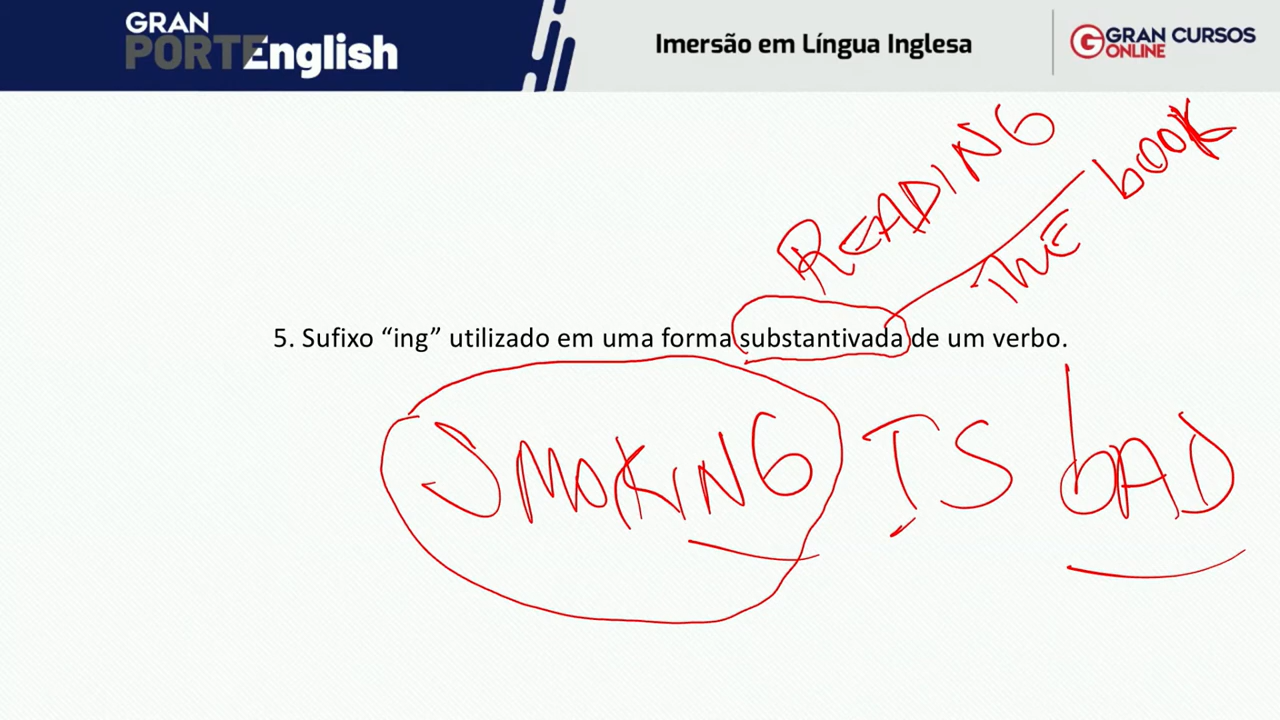 GRAN
PORTEnglish
Imersão em Língua Inglesa
GRAN CURSOS
ONLINE
READING
THE bOOK
5. Sufixo “ing” utilizado em uma forma substantivada de um verbo.
SMOKING IS bAD